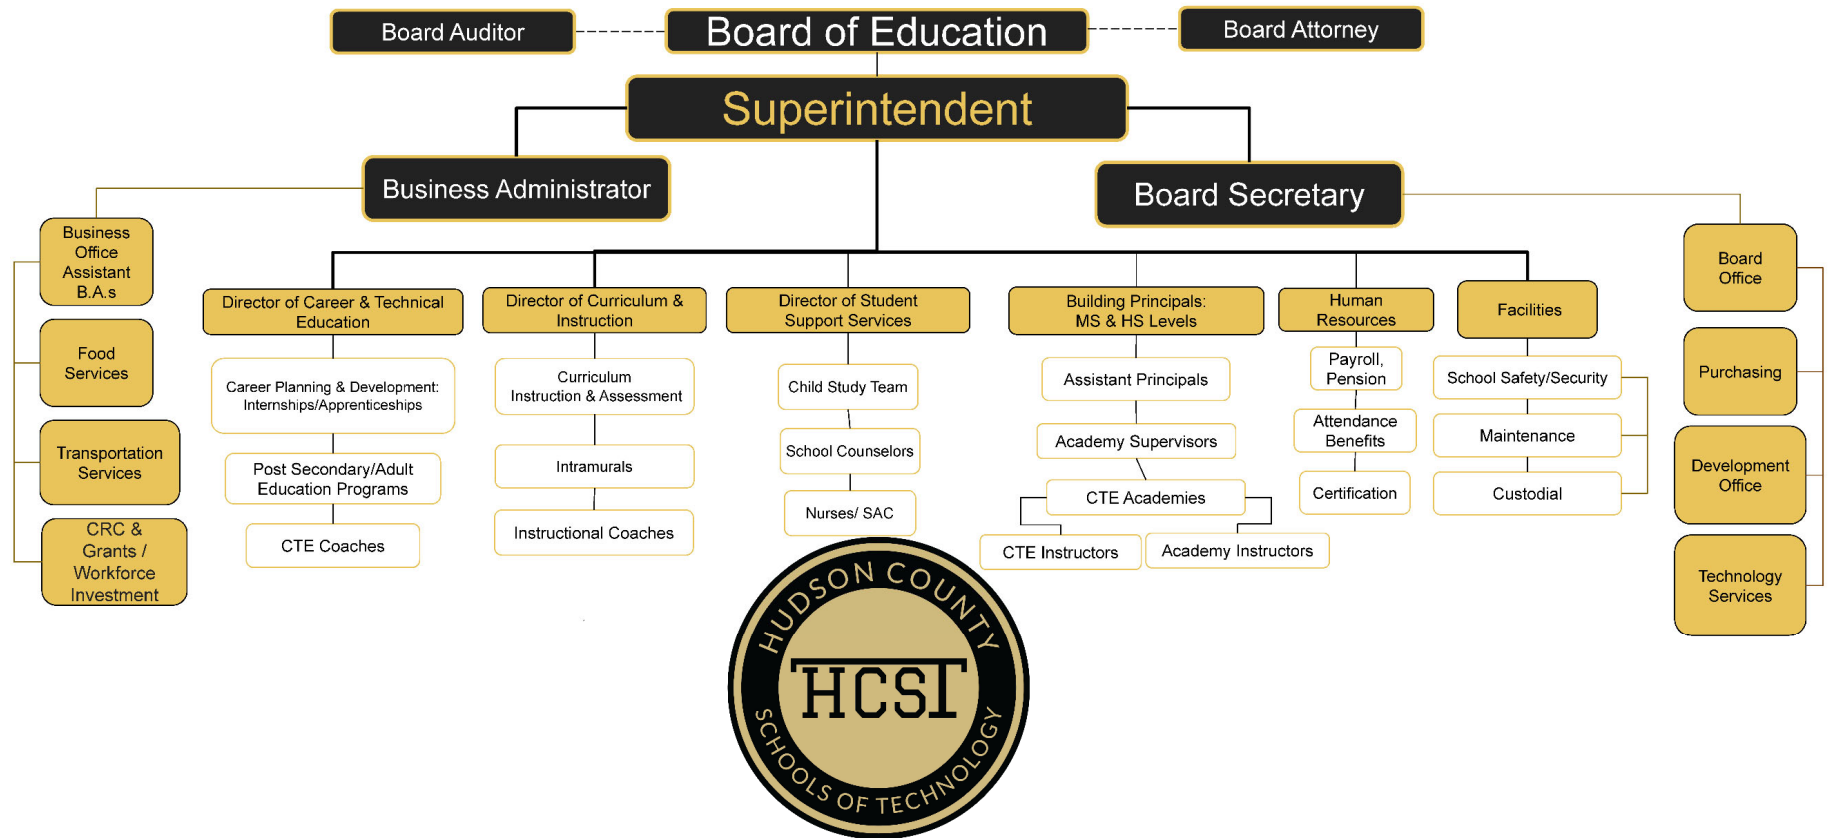 Board Auditor
Board of Education
Board Attorney
Superintendent
Business Administrator
Board Secretary
Business
Office
Assistant
B.A.s
Food
Services
Transportation
Services
CRC &
Grants /
Workforce
Investment
Director of Career & Technical
Education
Career Planning & Development:
Internships/Apprenticeships
Post Secondary/Adult
Education Programs
CTE Coaches
Director of Curriculum &
Instruction
Curriculum
Instruction & Assessment
Intramurals
Instructional Coaches
Director of Student
Support Services
Child Study Team
School Counselors
Nurses/ SAC
Building Principals:
MS & HS Levels
Assistant Principals
Academy Supervisors
CTE Academies
CTE Instructors
Academy Instructors
Human
Resources
Payroll,
Pension
Attendance
Benefits
Certification
Facilities
School Safety/Security
Maintenance
Custodial
Board
Office
Purchasing
Development
Office
Technology
Services
HUDSON COUNTY
HCST
SCHOOLS OF TECHNOLOGY